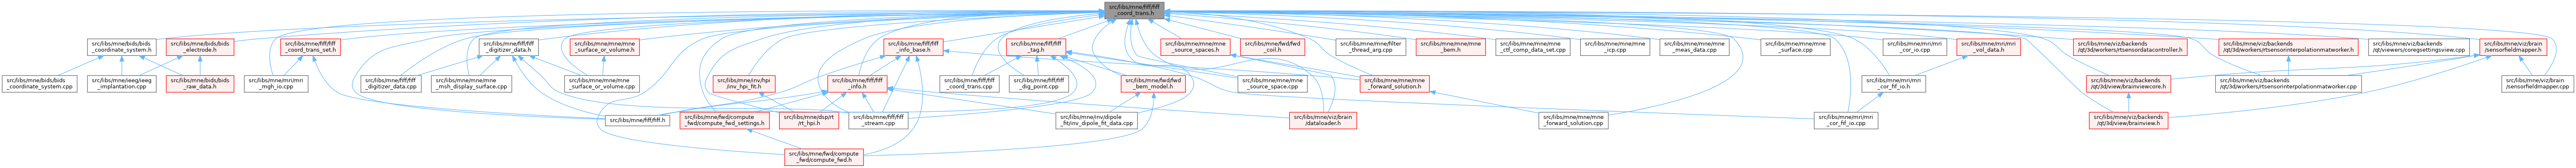 src/libs/mne/fiff/fiff
_coord_trans.h
src/libs/mne/bids/bids
_coordinate_system.h
src/libs/mne/bids/bids
_electrode.h
src/libs/mne/fiff/fiff
_coord_trans_set.h
src/libs/mne/fiff/fiff
_digitizer_data.h
src/libs/mne/mne/mne
_surface_or_volume.h
src/libs/mne/fiff/fiff
_info_base.h
src/libs/mne/fiff/fiff
_tag.h
src/libs/mne/mne/mne
_source_spaces.h
src/libs/mne/fwd/fwd
_coil.h
src/libs/mne/mne/filter
_thread_arg.cpp
src/libs/mne/mne/mne
_bem.h
src/libs/mne/mne/mne
_ctf_comp_data_set.cpp
src/libs/mne/mne/mne
_icp.cpp
src/libs/mne/mne/mne
_meas_data.cpp
src/libs/mne/mne/mne
_surface.cpp
src/libs/mne/mri/mri
_cor_io.cpp
src/libs/mne/mri/mri
_vol_data.h
src/libs/mne/viz/backends
/qt/3d/workers/rtsensordatacontroller.h
src/libs/mne/viz/backends
/qt/3d/workers/rtsensorinterpolationmatworker.h
src/libs/mne/viz/backends
/qt/viewers/coregsettingsview.cpp
src/libs/mne/viz/brain
/sensorfieldmapper.h
src/libs/mne/bids/bids
_coordinate_system.cpp
src/libs/mne/ieeg/ieeg
_implantation.cpp
src/libs/mne/bids/bids
_raw_data.h
src/libs/mne/mri/mri
_mgh_io.cpp
src/libs/mne/fiff/fiff
_digitizer_data.cpp
src/libs/mne/mne/mne
_msh_display_surface.cpp
src/libs/mne/mne/mne
_surface_or_volume.cpp
src/libs/mne/inv/hpi
/inv_hpi_fit.h
src/libs/mne/fiff/fiff
_info.h
src/libs/mne/fiff/fiff
_coord_trans.cpp
src/libs/mne/fiff/fiff
_dig_point.cpp
src/libs/mne/fwd/fwd
_bem_model.h
src/libs/mne/mne/mne
_source_space.cpp
src/libs/mne/mne/mne
_forward_solution.h
src/libs/mne/mri/mri
_cor_fif_io.h
src/libs/mne/viz/backends
/qt/3d/view/brainviewcore.h
src/libs/mne/viz/backends
/qt/3d/workers/rtsensorinterpolationmatworker.cpp
src/libs/mne/viz/brain
/sensorfieldmapper.cpp
src/libs/mne/fiff/fiff.h
src/libs/mne/fwd/compute
_fwd/compute_fwd_settings.h
src/libs/mne/dsp/rt
/rt_hpi.h
src/libs/mne/fiff/fiff
_stream.cpp
src/libs/mne/inv/dipole
_fit/inv_dipole_fit_data.cpp
src/libs/mne/viz/brain
/dataloader.h
src/libs/mne/mne/mne
_forward_solution.cpp
src/libs/mne/mri/mri
_cor_fif_io.cpp
src/libs/mne/viz/backends
/qt/3d/view/brainview.h
src/libs/mne/fwd/compute
_fwd/compute_fwd.h